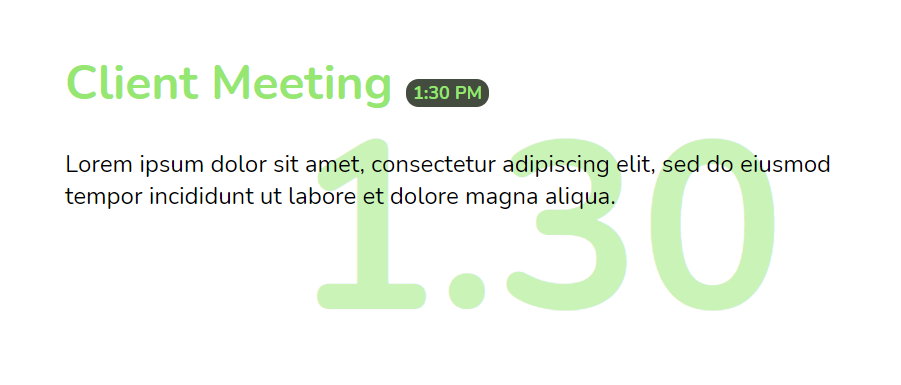 Client Meeting 1:30 PM
Lorem ipsum dolor sit amet, consectetur adipiscing elit, sed do eiusmod
tempor incididunt ut labore et dolore magna aliqua.
1.30